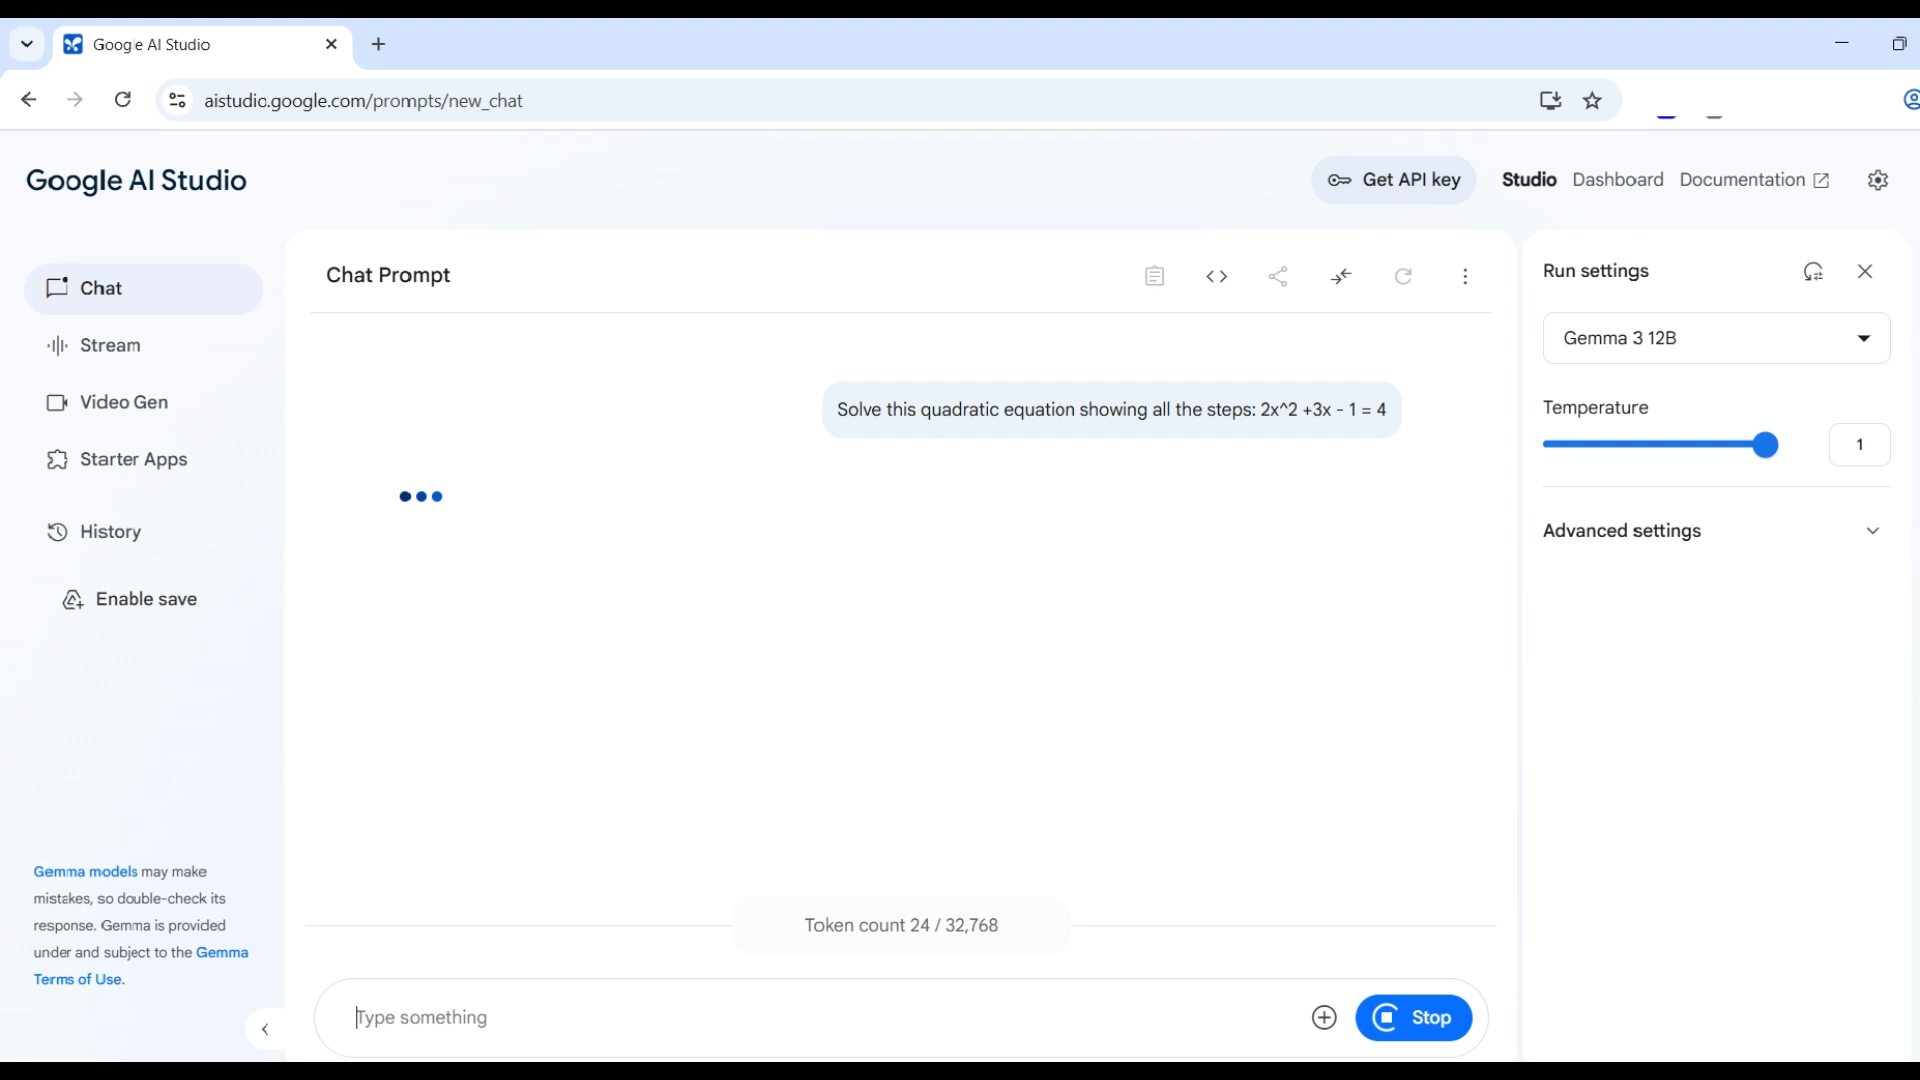 Google AI Studio
aistudio.google.com/prompts/new_chat
Google AI Studio
Get API key
Studio
Dashboard
Documentation
Chat
Stream
Video Gen
Starter Apps
History
Enable save
Gemma models may make
mistakes, so double-check its
response. Gemma is provided
under and subject to the Gemma
Terms of Use.
Chat Prompt
Solve this quadratic equation showing all the steps: 2x^2 +3x - 1 = 4
Token count 24 / 32,768
Type something
Stop
Run settings
Gemma 3 12B
Temperature
1
Advanced settings